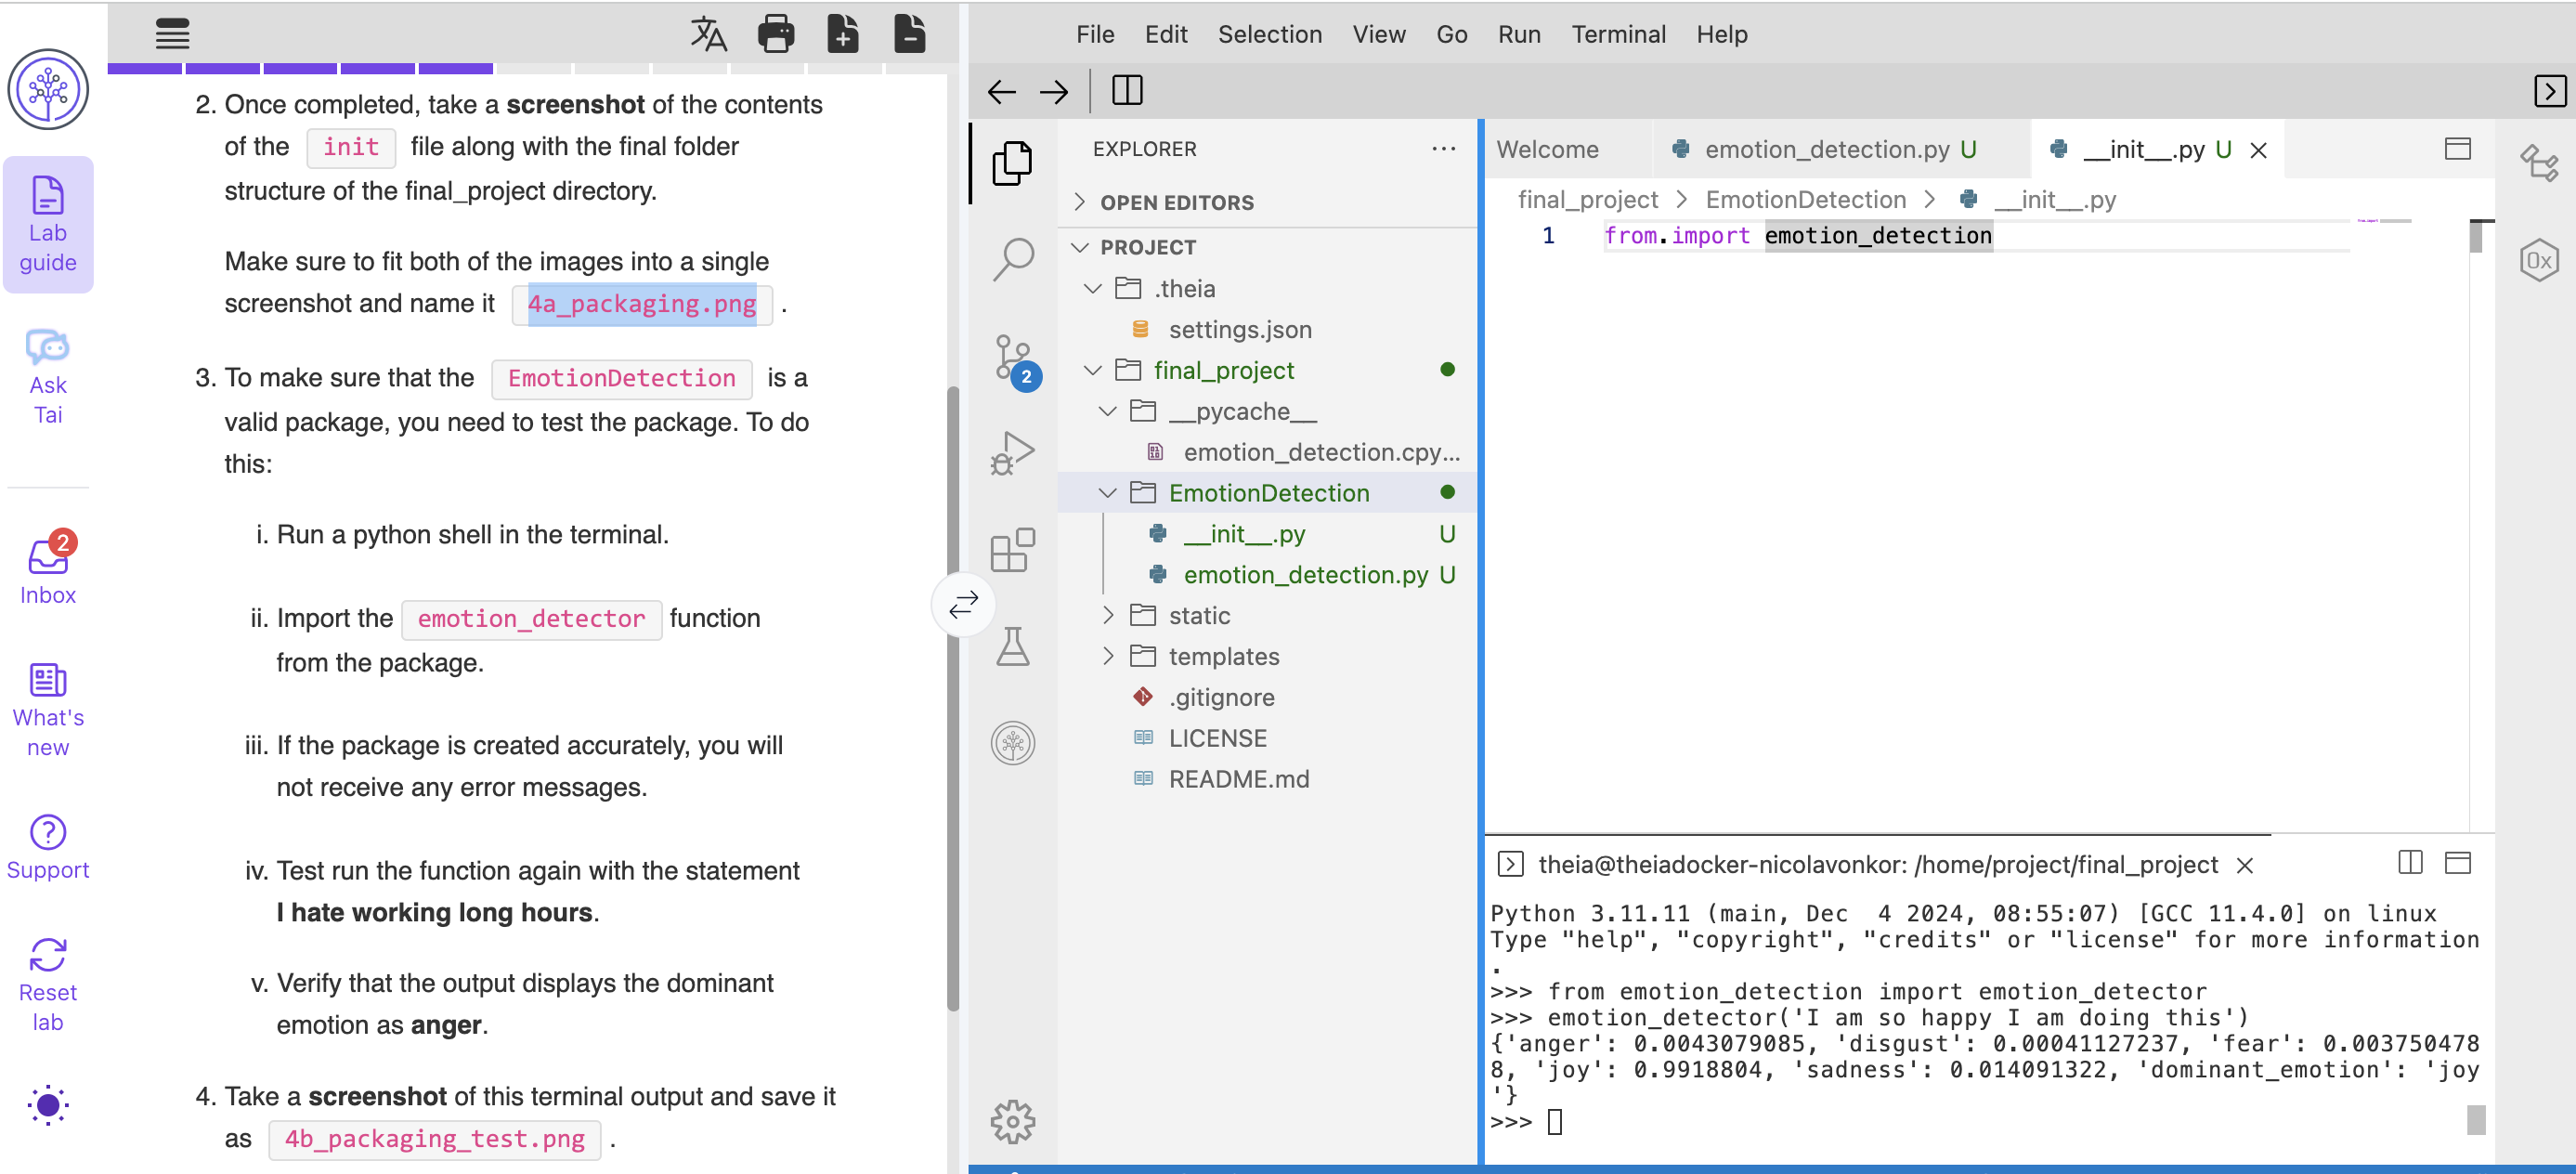 Lab
guide
Ask
Tai
2
Inbox
What's
new
Support
Reset
lab
2. Once completed, take a screenshot of the contents
of the init file along with the final folder
structure of the final_project directory.
Make sure to fit both of the images into a single
screenshot and name it 4a_packaging.png .
3. To make sure that the EmotionDetection is a
valid package, you need to test the package. To do
this:
i. Run a python shell in the terminal.
ii. Import the emotion_detector function
from the package.
iii. If the package is created accurately, you will
not receive any error messages.
iv. Test run the function again with the statement
I hate working long hours.
v. Verify that the output displays the dominant
emotion as anger.
4. Take a screenshot of this terminal output and save it
as 4b_packaging_test.png .
File Edit Selection View Go Run Terminal Help
2
EXPLORER ...
OPEN EDITORS
PROJECT
.theia
settings.json
final_project
__pycache__
emotion_detection.cpy...
EmotionDetection
__init__.py U
emotion_detection.py U
static
templates
.gitignore
LICENSE
README.md
Welcome emotion_detection.py U __init__.py U
final_project > EmotionDetection > __init__.py
1 from.import emotion_detection
0x
theia@theiadocker-nicolavonkor: /home/project/final_project
Python 3.11.11 (main, Dec  4 2024, 08:55:07) [GCC 11.4.0] on linux
Type "help", "copyright", "credits" or "license" for more information
.
>>> from emotion_detection import emotion_detector
>>> emotion_detector('I am so happy I am doing this')
{'anger': 0.0043079085, 'disgust': 0.00041127237, 'fear': 0.003750478
8, 'joy': 0.9918804, 'sadness': 0.014091322, 'dominant_emotion': 'joy
'}
>>>